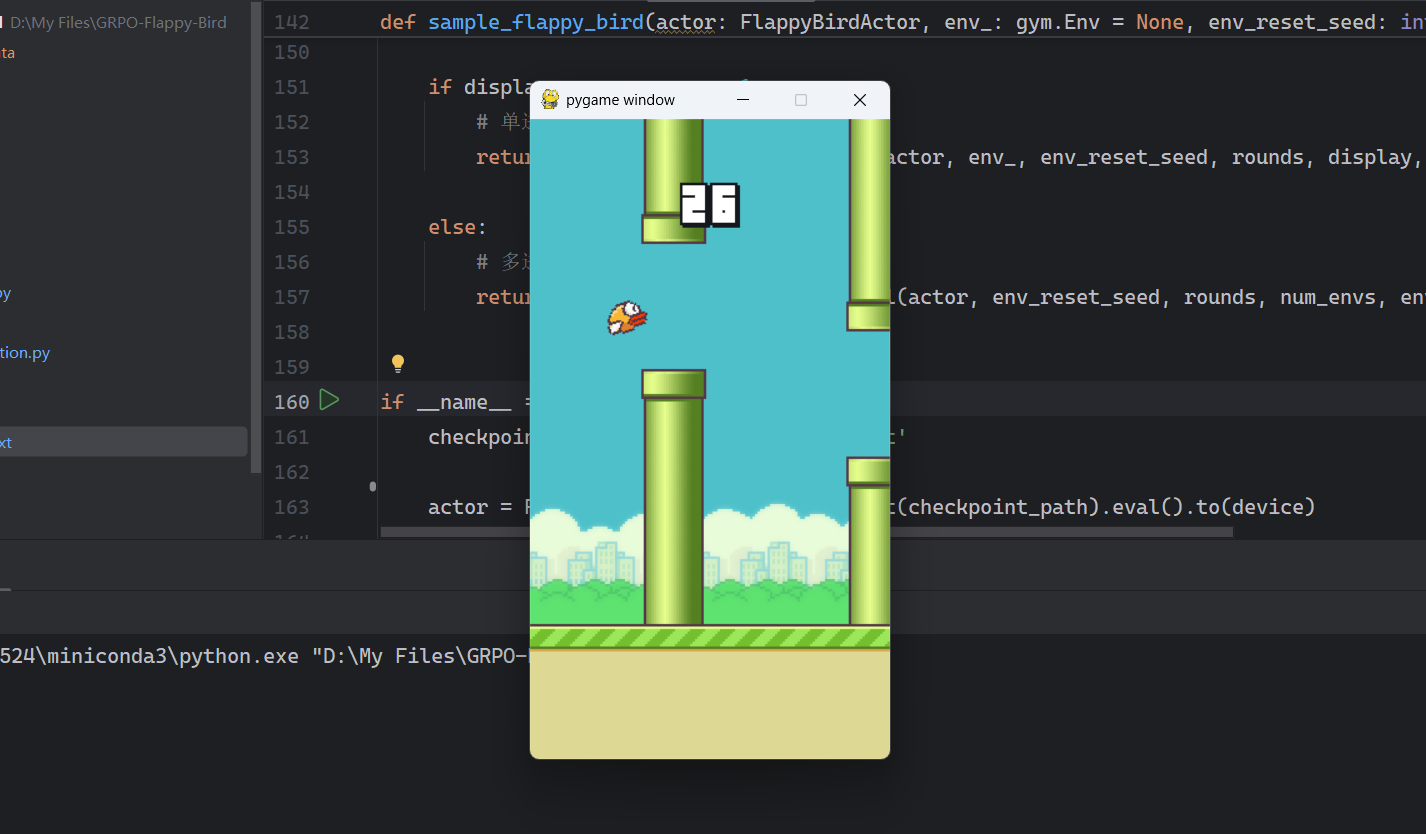 D:\My Files\GRPO-Flappy-Bird
ta
py
tion.py
xt
142 def sample_flappy_bird(actor: FlappyBirdActor, env_: gym.Env = None, env_reset_seed: int
150
151 if displa
152 # 单
153 retur actor, env_, env_reset_seed, rounds, display,
154
155 else:
156 # 多
157 retur (actor, env_reset_seed, rounds, num_envs, en
158
159
160 if __name__ =
161 checkpoin '
162
163 actor = (checkpoint_path).eval().to(device)
pygame window
26
524\miniconda3\python.exe "D:\My Files\GRPO-